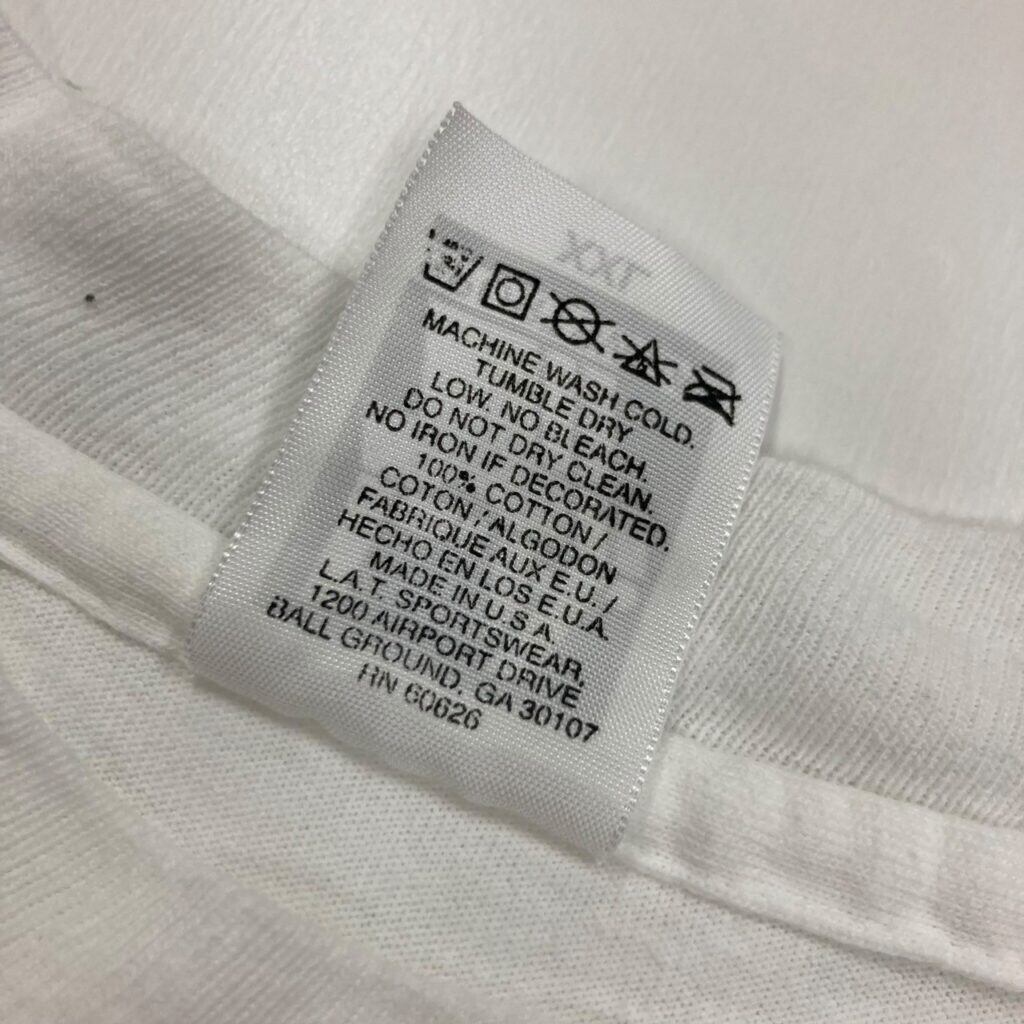 MACHINE WASH COLD.
TUMBLE DRY
LOW. NO BLEACH.
DO NOT DRY CLEAN.
NO IRON IF DECORATED.
100% COTTON /
COTON / ALGODON
FABRIQUE AUX E.U. /
HECHO EN LOS E.U.A.
MADE IN U.S.A.
L.A.T. SPORTSWEAR,
1200 AIRPORT DRIVE
BALL GROUND, GA 30107
RN 60626